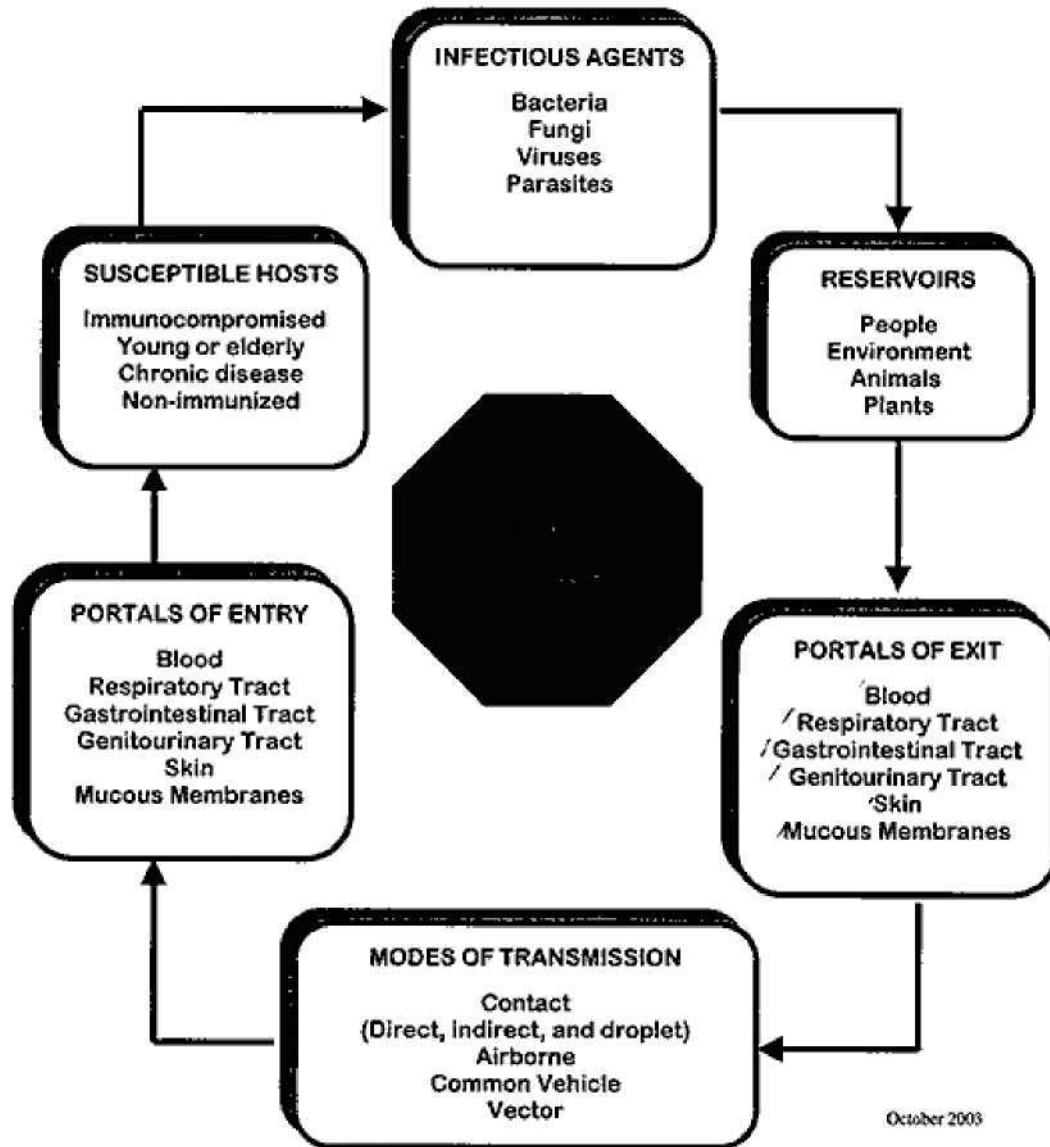 INFECTIOUS AGENTS
Bacteria
Fungi
Viruses
Parasites
RESERVOIRS
People
Environment
Animals
Plants
PORTALS OF EXIT
Blood
Respiratory Tract
Gastrointestinal Tract
Genitourinary Tract
Skin
Mucous Membranes
MODES OF TRANSMISSION
Contact
(Direct, indirect, and droplet)
Airborne
Common Vehicle
Vector
PORTALS OF ENTRY
Blood
Respiratory Tract
Gastrointestinal Tract
Genitourinary Tract
Skin
Mucous Membranes
SUSCEPTIBLE HOSTS
Immunocompromised
Young or elderly
Chronic disease
Non-immunized
October 2003